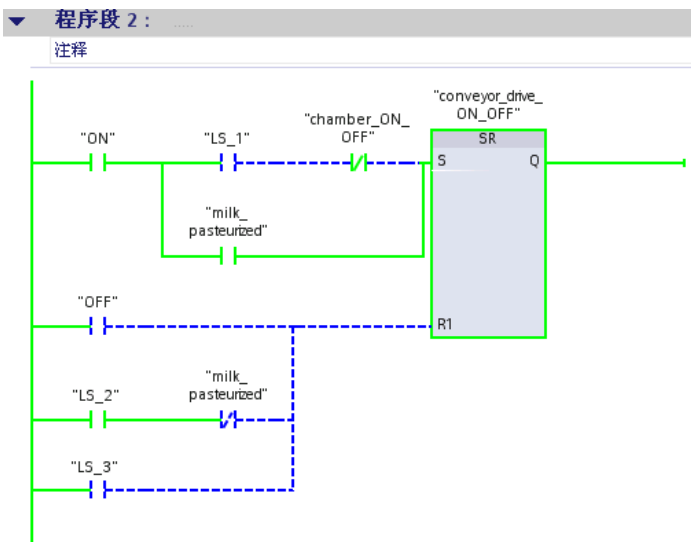 程序段 2：  .....
注释
"conveyor_drive_
ON_OFF"
"chamber_ON_
OFF"
"ON"
"LS_1"
SR
S
Q
"milk_
pasteurized"
"OFF"
R1
"milk_
pasteurized"
"LS_2"
"LS_3"